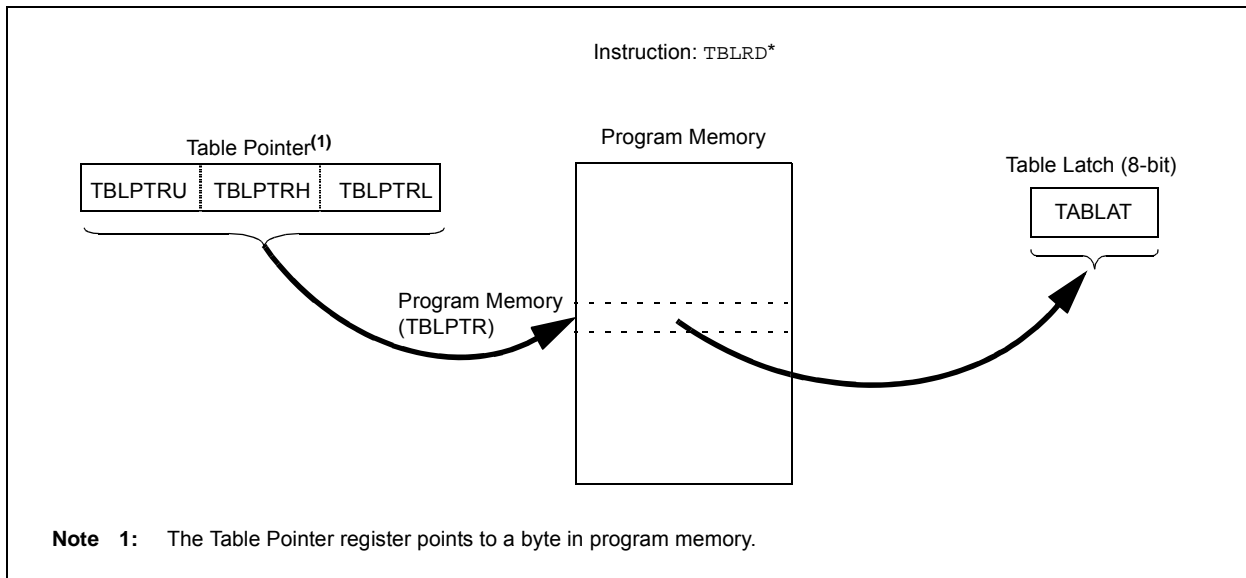 Instruction: TBLRD*
Table Pointer(1)
TBLPTRU TBLPTRH TBLPTRL
Program Memory
Table Latch (8-bit)
TABLAT
Program Memory
(TBLPTR)
Note 1: The Table Pointer register points to a byte in program memory.